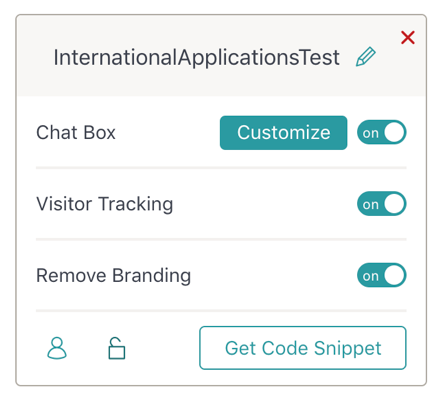 InternationalApplicationsTest
Chat Box Customize on
Visitor Tracking on
Remove Branding on
Get Code Snippet